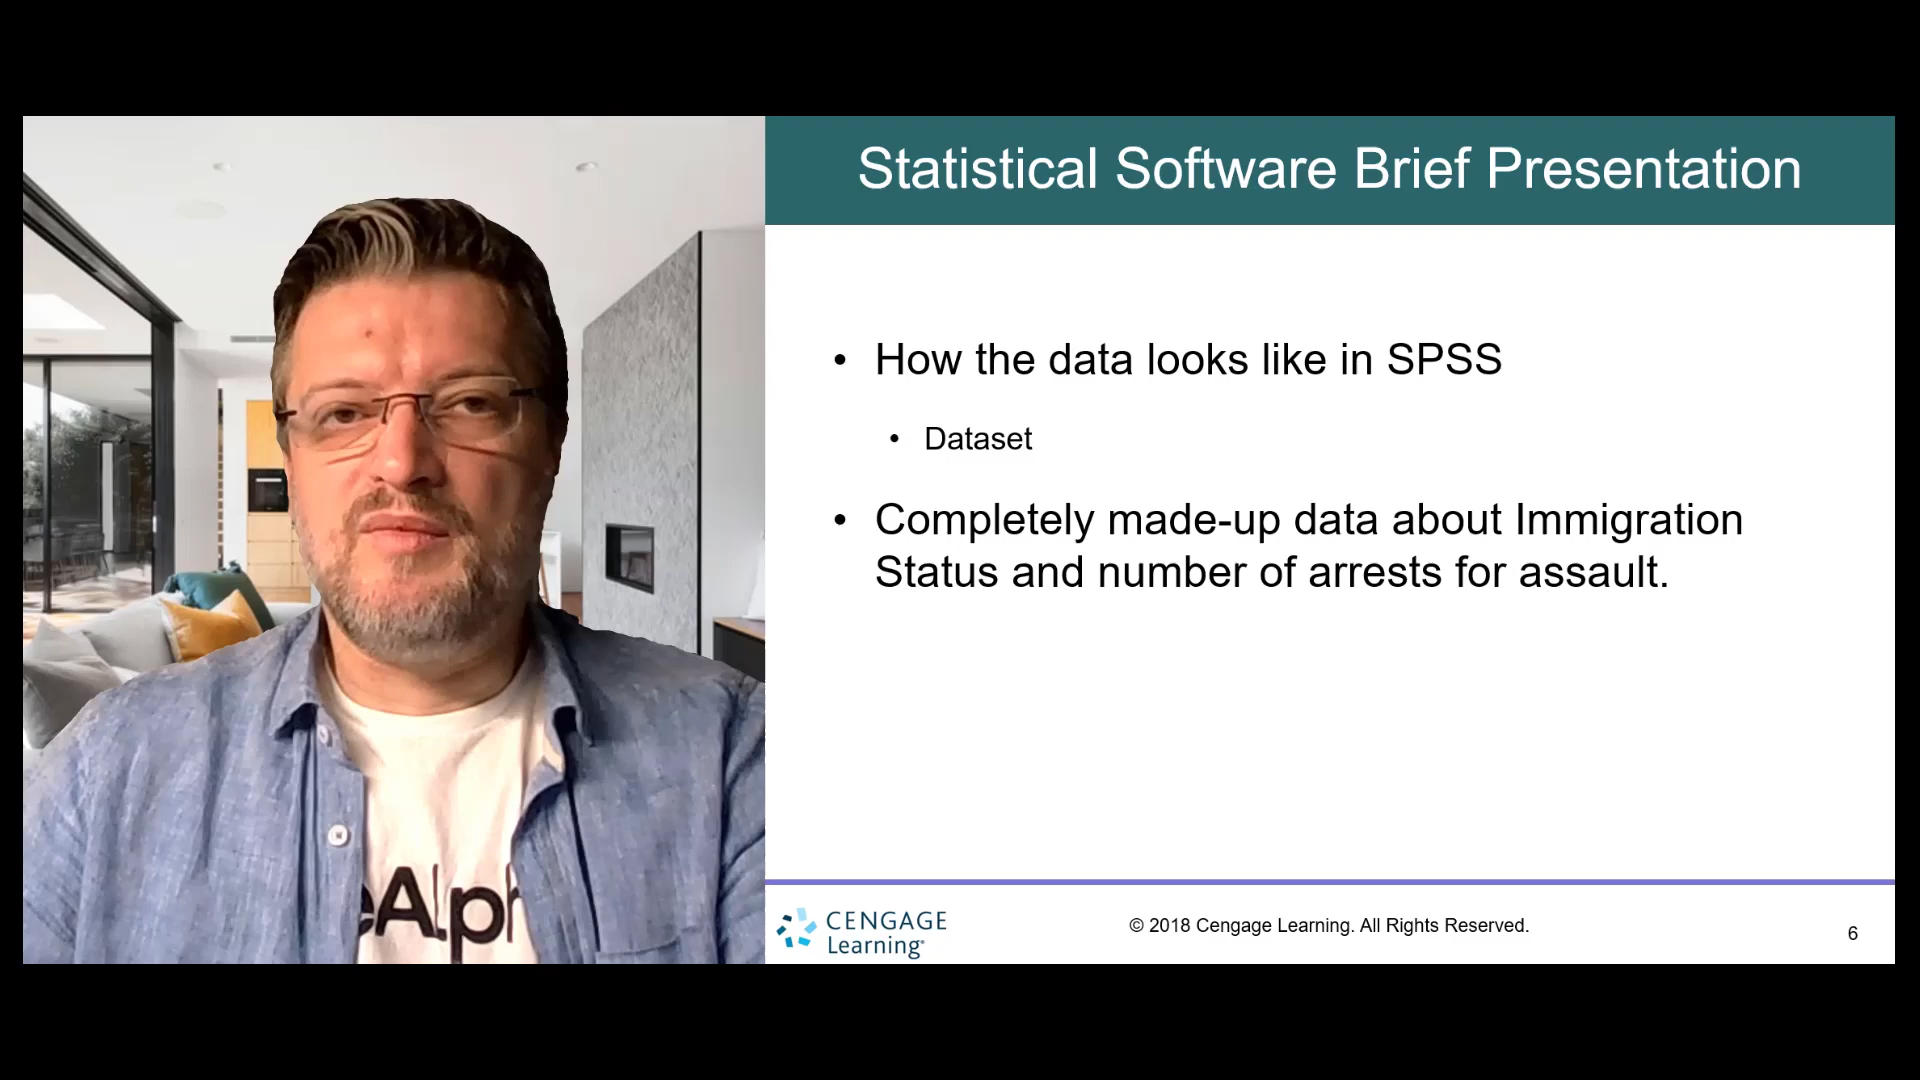 Statistical Software Brief Presentation
• How the data looks like in SPSS
• Dataset
• Completely made-up data about Immigration
Status and number of arrests for assault.
eAlph
CENGAGE
Learning®
© 2018 Cengage Learning. All Rights Reserved.
6